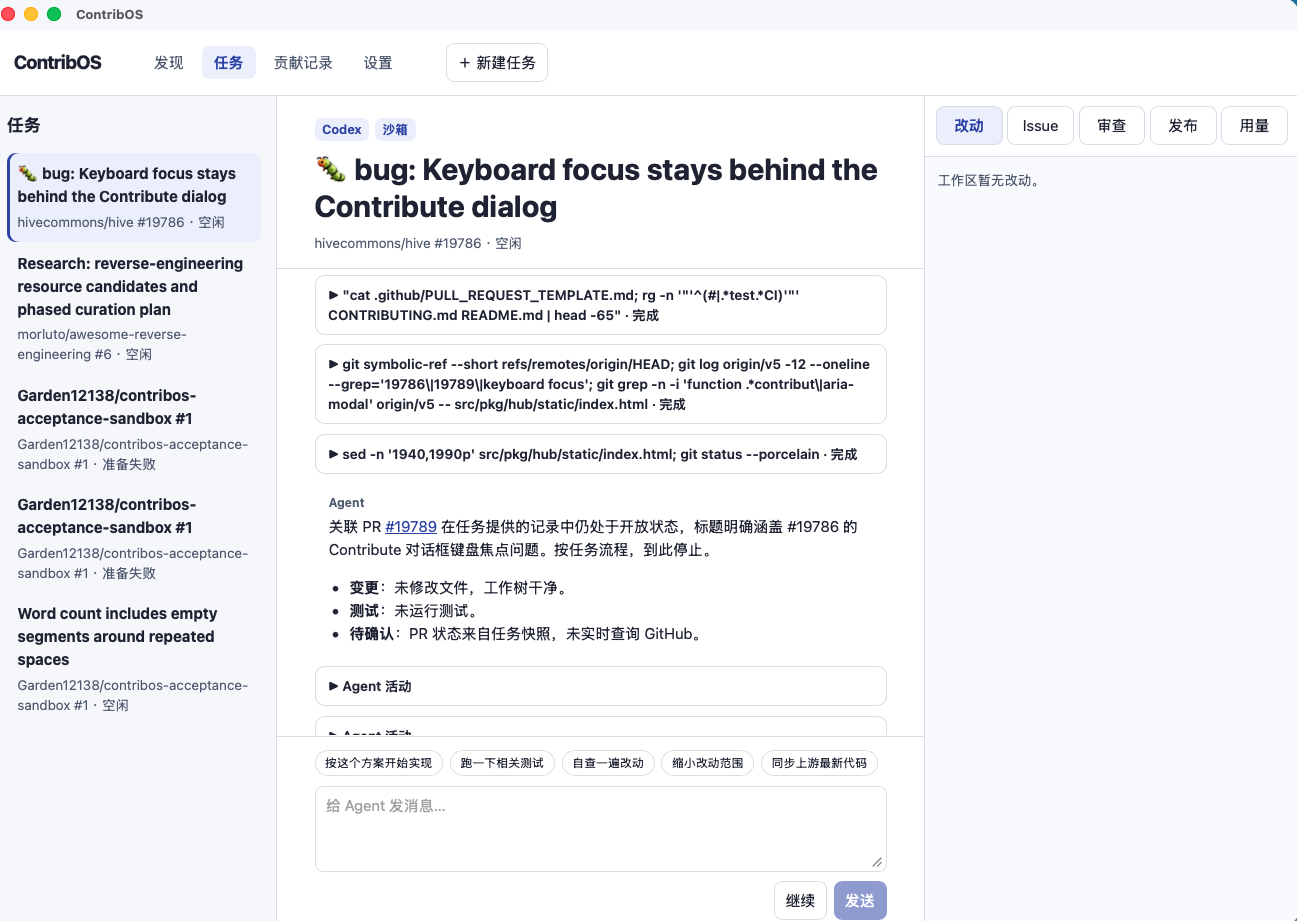 ContribOS
ContribOS
发现
任务
贡献记录
设置
+ 新建任务
任务
🐛 bug: Keyboard focus stays
behind the Contribute dialog
hivecommons/hive #19786 · 空闲
Research: reverse-engineering
resource candidates and
phased curation plan
morluto/awesome-reverse-
engineering #6 · 空闲
Garden12138/contribos-
acceptance-sandbox #1
Garden12138/contribos-acceptance-
sandbox #1 · 准备失败
Garden12138/contribos-
acceptance-sandbox #1
Garden12138/contribos-acceptance-
sandbox #1 · 准备失败
Word count includes empty
segments around repeated
spaces
Garden12138/contribos-acceptance-
sandbox #1 · 空闲
Codex
沙箱
🐛 bug: Keyboard focus stays behind the
Contribute dialog
hivecommons/hive #19786 · 空闲
▶ "cat .github/PULL_REQUEST_TEMPLATE.md; rg -n '"'^(#|.*test.*CI)'"'
CONTRIBUTING.md README.md | head -65" · 完成
▶ git symbolic-ref --short refs/remotes/origin/HEAD; git log origin/v5 -12 --oneline
--grep='19786\|19789\|keyboard focus'; git grep -n -i 'function .*contribut\|aria-
modal' origin/v5 -- src/pkg/hub/static/index.html · 完成
▶ sed -n '1940,1990p' src/pkg/hub/static/index.html; git status --porcelain · 完成
Agent
关联 PR #19789 在任务提供的记录中仍处于开放状态，标题明确涵盖 #19786 的
Contribute 对话框键盘焦点问题。按任务流程，到此停止。
• 变更：未修改文件，工作树干净。
• 测试：未运行测试。
• 待确认：PR 状态来自任务快照，未实时查询 GitHub。
▶ Agent 活动
▶ Agent 活动
按这个方案开始实现
跑一下相关测试
自查一遍改动
缩小改动范围
同步上游最新代码
给 Agent 发消息...
继续
发送
改动
Issue
审查
发布
用量
工作区暂无改动。